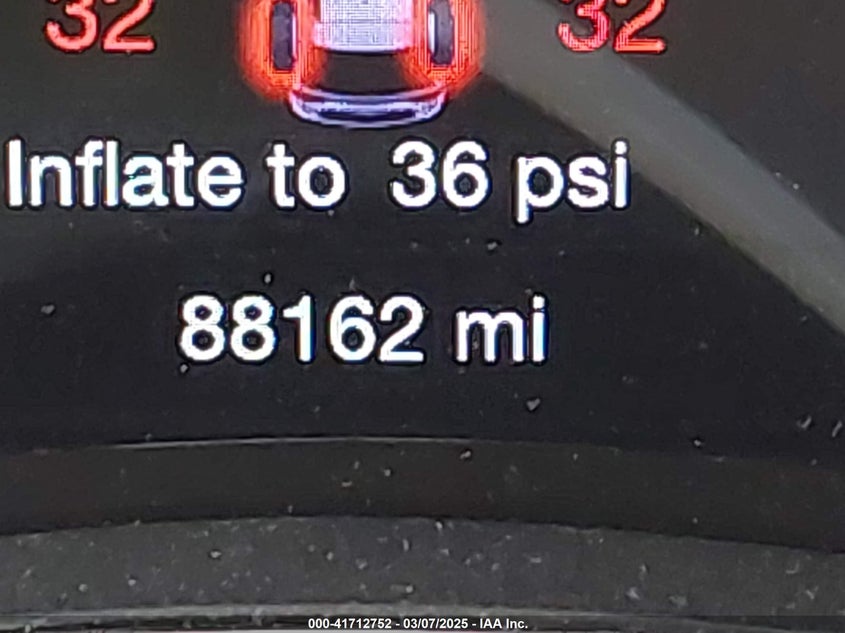 32 32
Inflate to 36 psi
88162 mi
000-41712752 - 03/07/2025 - IAA Inc.